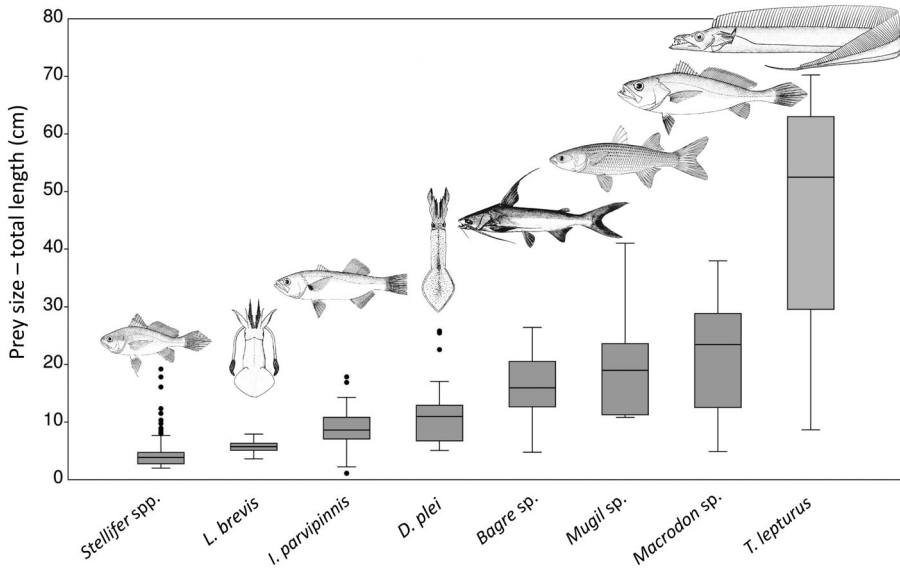 Prey size – total length (cm)
80
70
60
50
40
30
20
10
0
Stellifer spp.
L. brevis
I. parvipinnis
D. plei
Bagre sp.
Mugil sp.
Macrodon sp.
T. lepturus